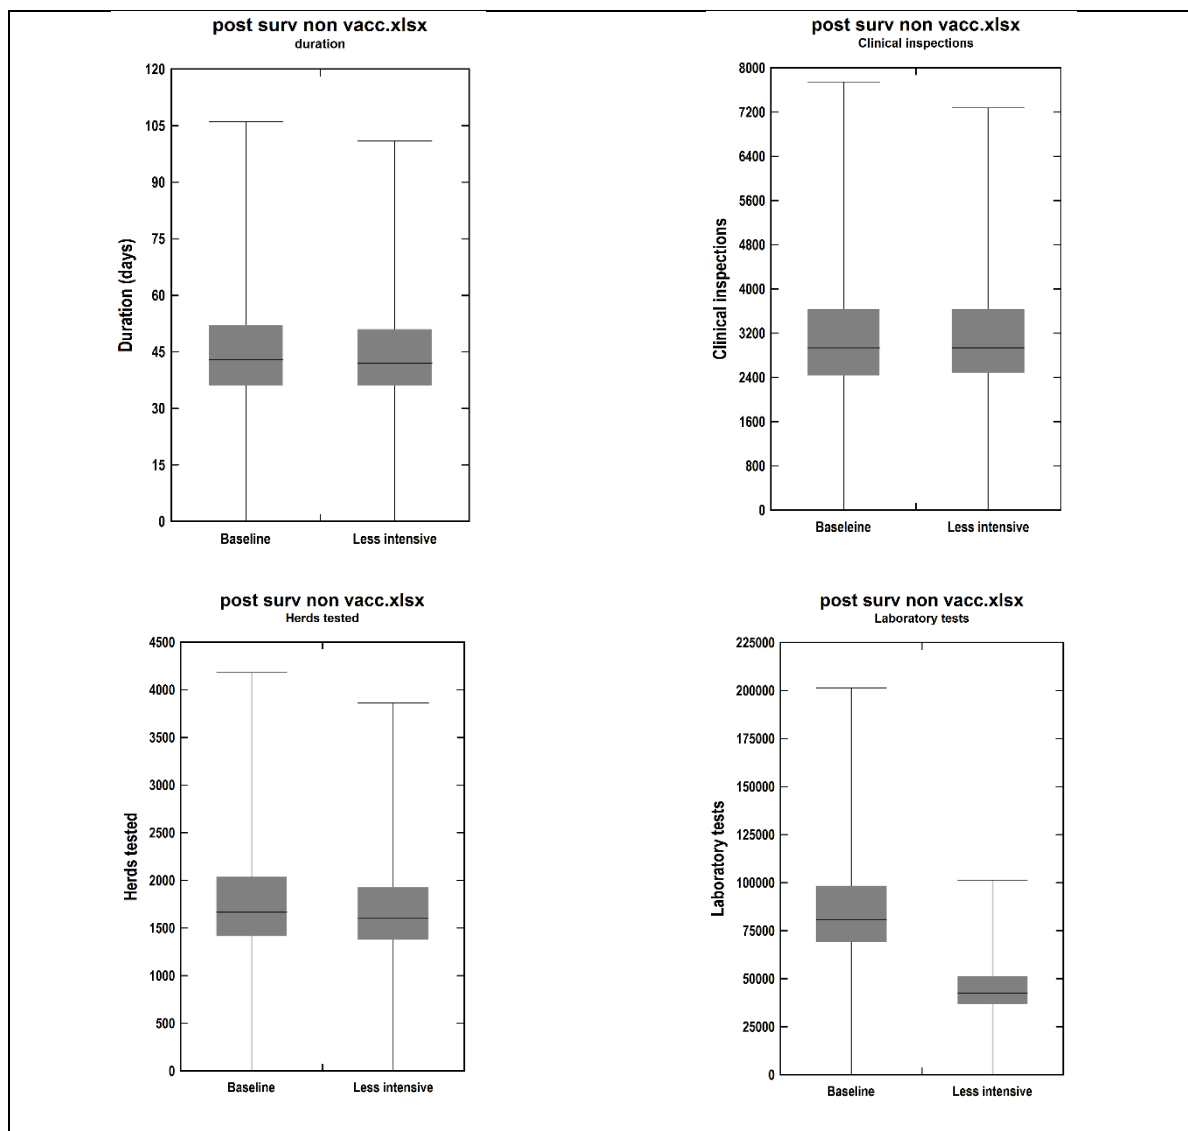 post surv non vacc.xlsx
duration
120
105
90
75
60
45
30
15
0
Duration (days)
Baseline Less intensive
post surv non vacc.xlsx
Clinical inspections
8000
7200
6400
5600
4800
4000
3200
2400
1600
800
0
Clinical inspections
Baseleine Less intensive
post surv non vacc.xlsx
Herds tested
4500
4000
3500
3000
2500
2000
1500
1000
500
0
Herds tested
Baseline Less intensive
post surv non vacc.xlsx
Laboratory tests
225000
200000
175000
150000
125000
100000
75000
50000
25000
0
Laboratory tests
Baseline Less intensive